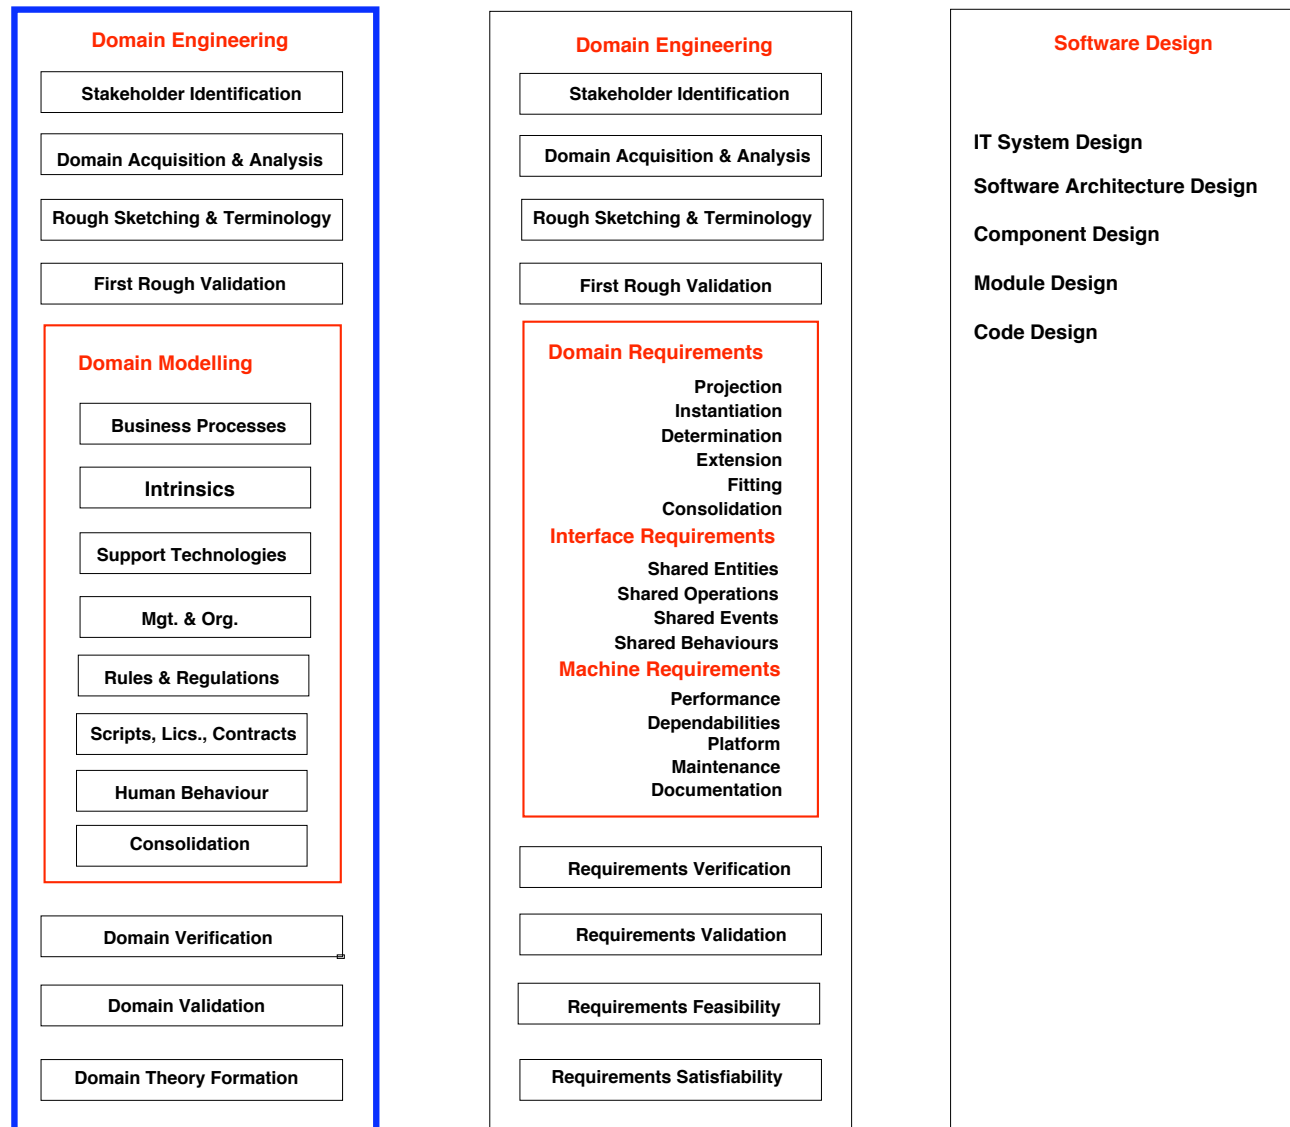 Domain Engineering
Stakeholder Identification
Domain Acquisition & Analysis
Rough Sketching & Terminology
First Rough Validation
Domain Modelling
Business Processes
Intrinsics
Support Technologies
Mgt. & Org.
Rules & Regulations
Scripts, Lics., Contracts
Human Behaviour
Consolidation
Domain Verification
Domain Validation
Domain Theory Formation
Domain Engineering
Stakeholder Identification
Domain Acquisition & Analysis
Rough Sketching & Terminology
First Rough Validation
Domain Requirements
Projection
Instantiation
Determination
Extension
Fitting
Consolidation
Interface Requirements
Shared Entities
Shared Operations
Shared Events
Shared Behaviours
Machine Requirements
Performance
Dependabilities
Platform
Maintenance
Documentation
Requirements Verification
Requirements Validation
Requirements Feasibility
Requirements Satisfiability
Software Design
IT System Design
Software Architecture Design
Component Design
Module Design
Code Design